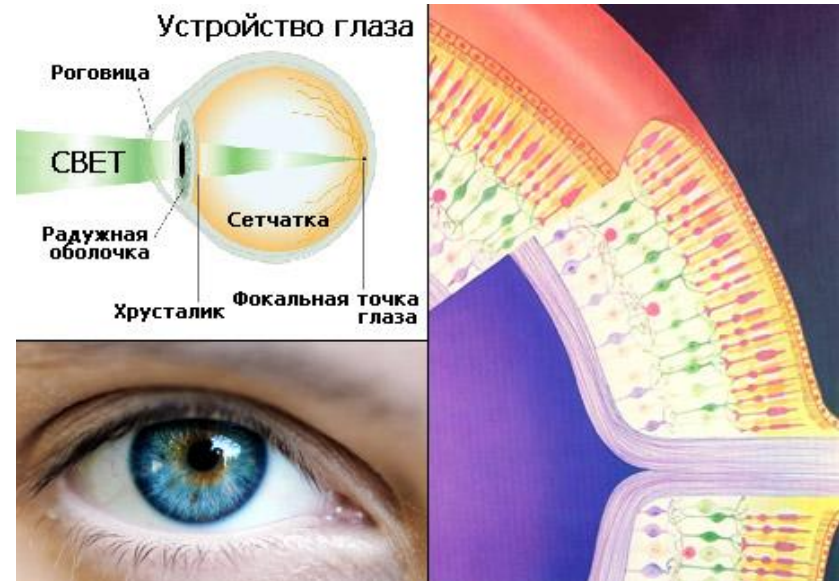 Устройство глаза
Роговица
СВЕТ
Радужная
оболочка
Сетчатка
Хрусталик
Фокальная точка
глаза